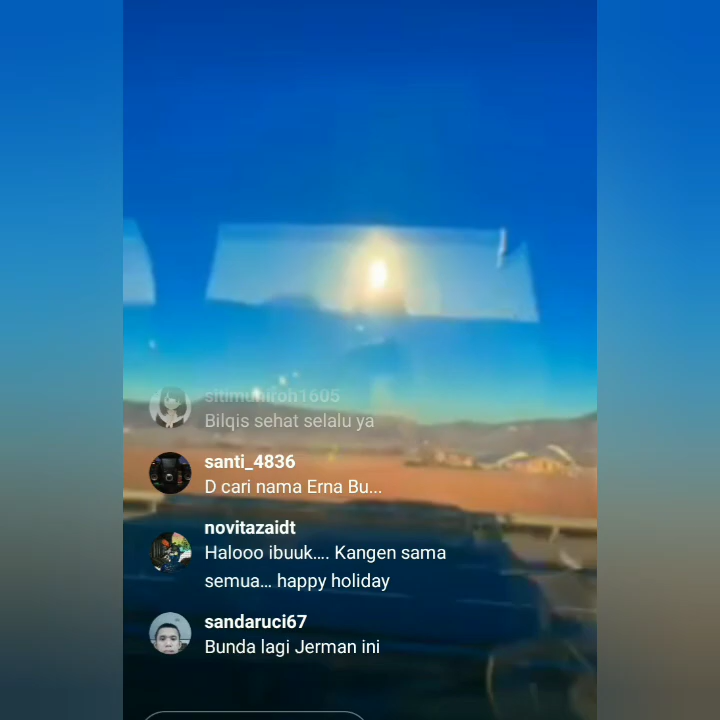 sitimuhiroh1605
Bilqis sehat selalu ya
santi_4836
D cari nama Erna Bu...
novitazaidt
Halooo ibuuk.... Kangen sama
semua... happy holiday
sandaruci67
Bunda lagi Jerman ini